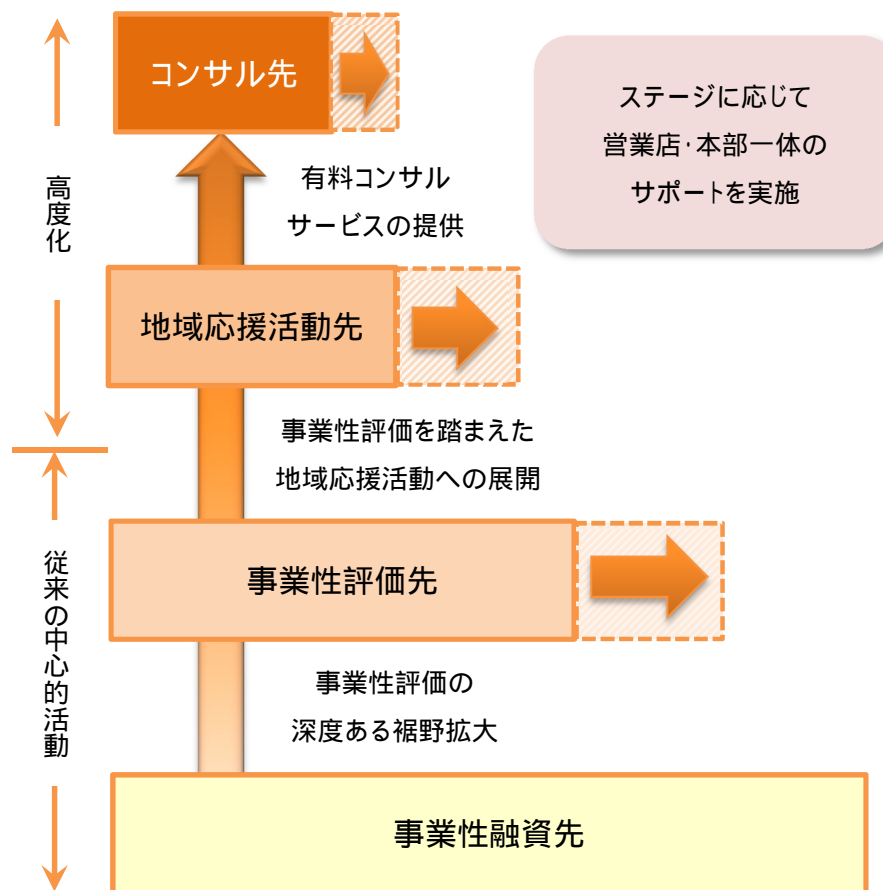 コンサル先
ステージに応じて
営業店・本部一体の
サポートを実施
有料コンサル
サービスの提供
高度化
地域応援活動先
事業性評価を踏まえた
地域応援活動への展開
事業性評価先
従来の中心的活動
事業性評価の
深度ある裾野拡大
事業性融資先